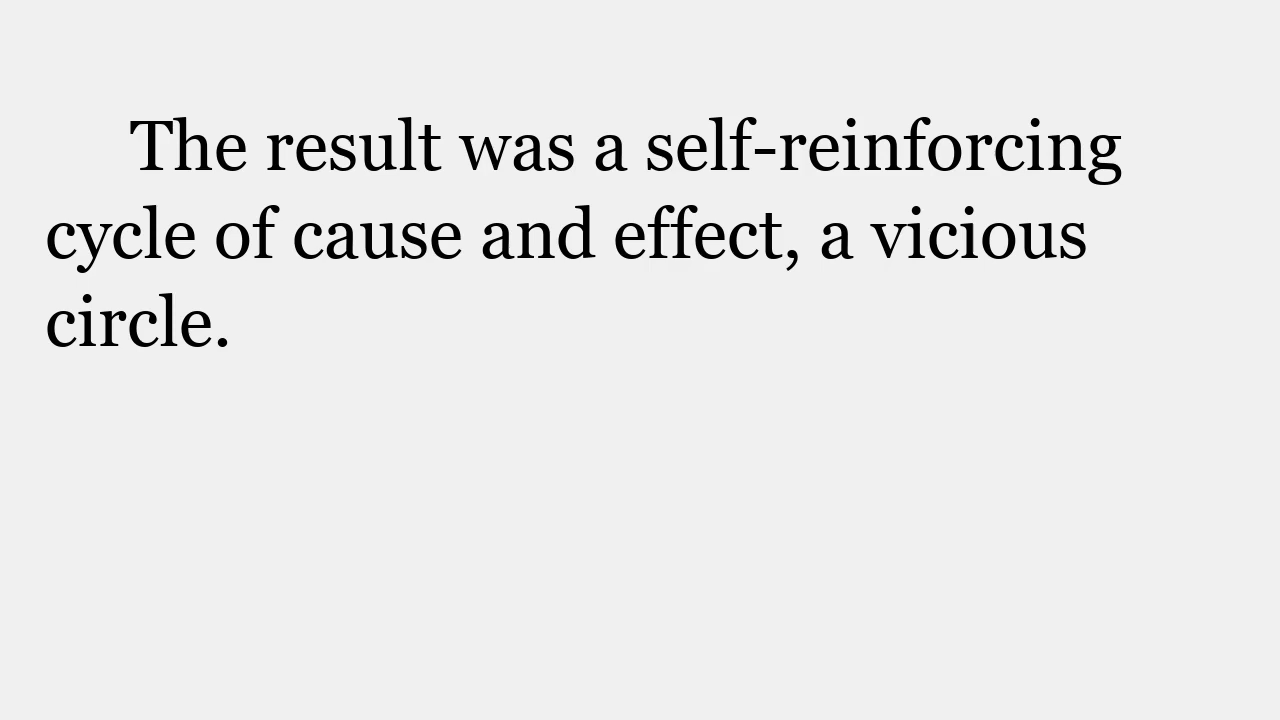 The result was a self-reinforcing
cycle of cause and effect, a vicious
circle.